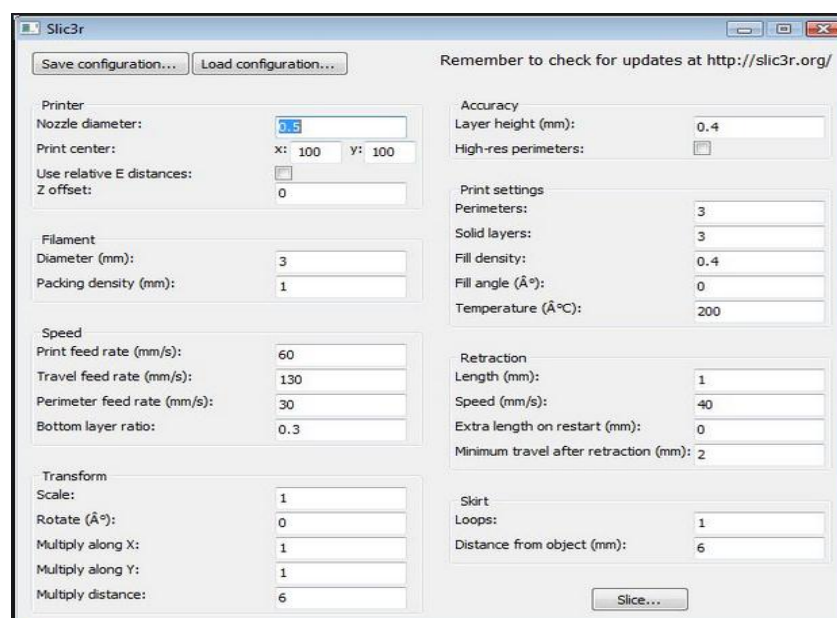 Slic3r
Save configuration... Load configuration... Remember to check for updates at http://slic3r.org/
Printer
Nozzle diameter: 0.5
Print center: x: 100 y: 100
Use relative E distances:
Z offset: 0
Filament
Diameter (mm): 3
Packing density (mm): 1
Speed
Print feed rate (mm/s): 60
Travel feed rate (mm/s): 130
Perimeter feed rate (mm/s): 30
Bottom layer ratio: 0.3
Transform
Scale: 1
Rotate (Â°): 0
Multiply along X: 1
Multiply along Y: 1
Multiply distance: 6
Accuracy
Layer height (mm): 0.4
High-res perimeters:
Print settings
Perimeters: 3
Solid layers: 3
Fill density: 0.4
Fill angle (Â°): 0
Temperature (Â°C): 200
Retraction
Length (mm): 1
Speed (mm/s): 40
Extra length on restart (mm): 0
Minimum travel after retraction (mm): 2
Skirt
Loops: 1
Distance from object (mm): 6
Slice...